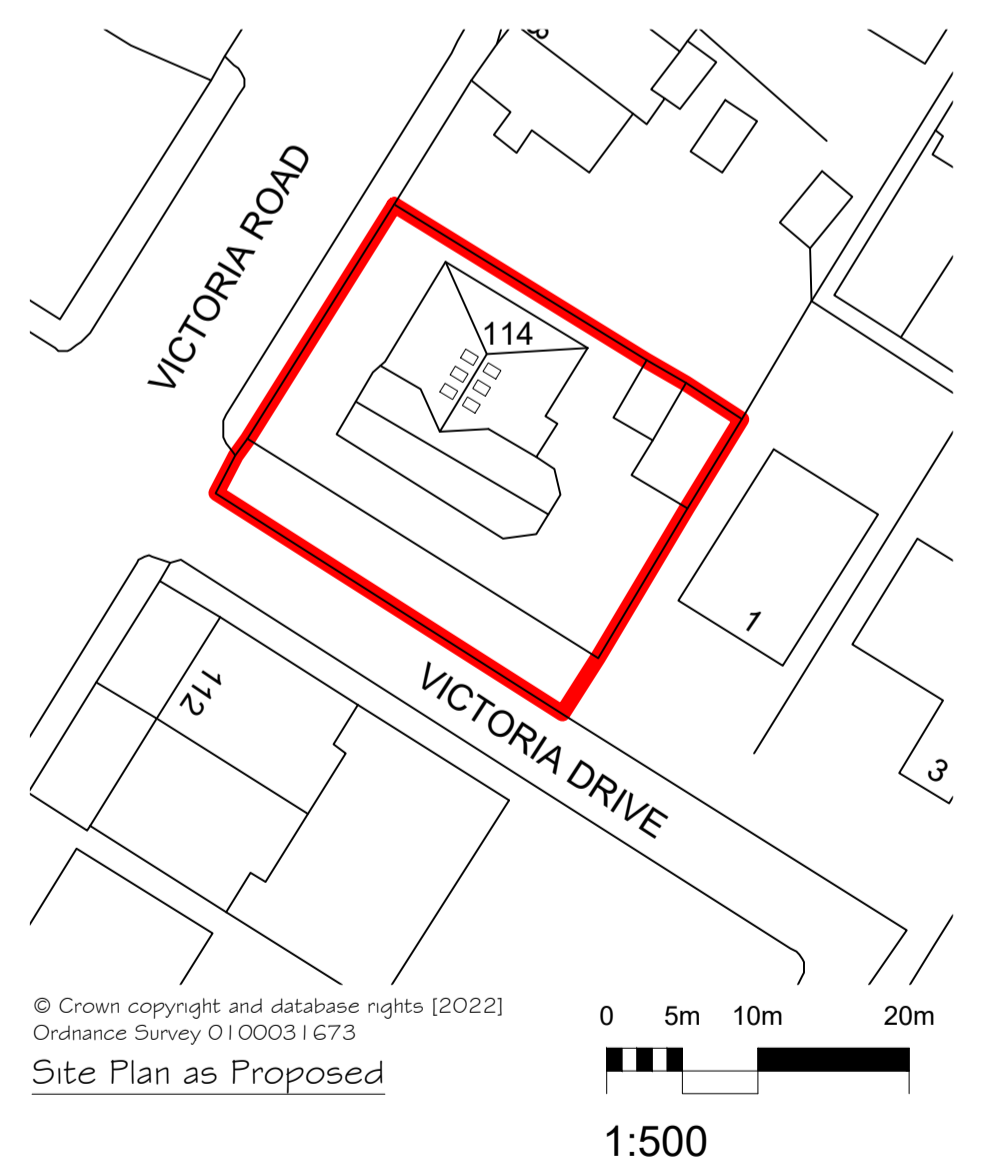 VICTORIA ROAD
114
1
112
VICTORIA DRIVE
3
© Crown copyright and database rights [2022]
Ordnance Survey 0100031673
Site Plan as Proposed
0 5m 10m 20m
1:500